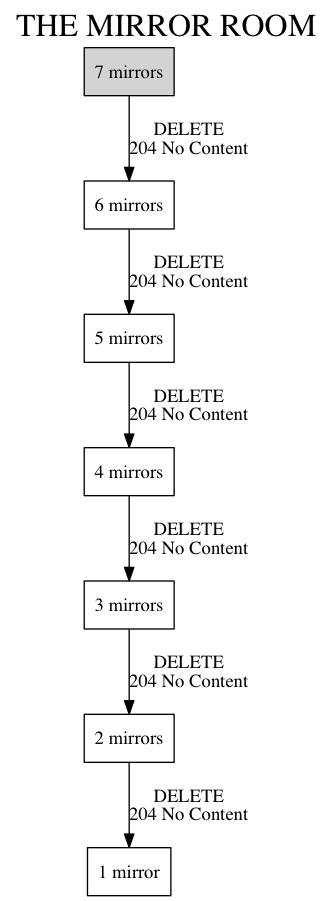 THE MIRROR ROOM
7 mirrors
DELETE
204 No Content
6 mirrors
DELETE
204 No Content
5 mirrors
DELETE
204 No Content
4 mirrors
DELETE
204 No Content
3 mirrors
DELETE
204 No Content
2 mirrors
DELETE
204 No Content
1 mirror